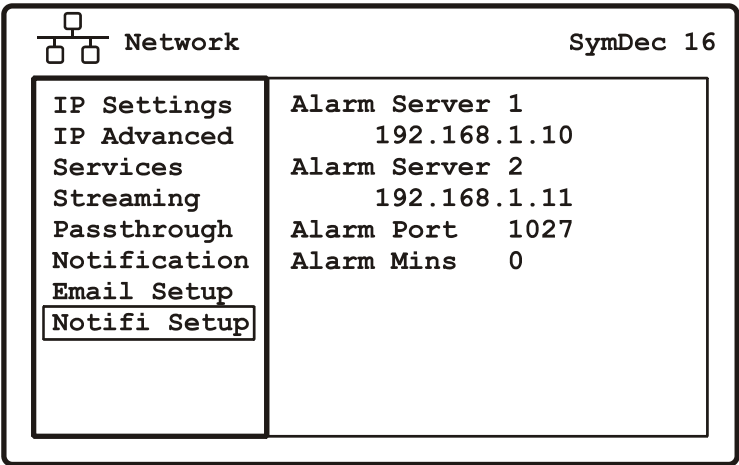 Network
SymDec 16
IP Settings
IP Advanced
Services
Streaming
Passthrough
Notification
Email Setup
Notifi Setup
Alarm Server 1
192.168.1.10
Alarm Server 2
192.168.1.11
Alarm Port 1027
Alarm Mins 0